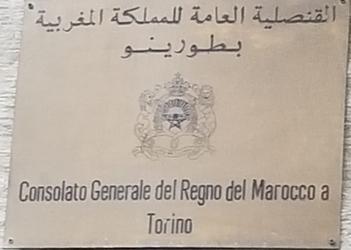 القنصلية العامة للمملكة المغربية
بطورينو
Consolato Generale del Regno del Marocco a
Torino